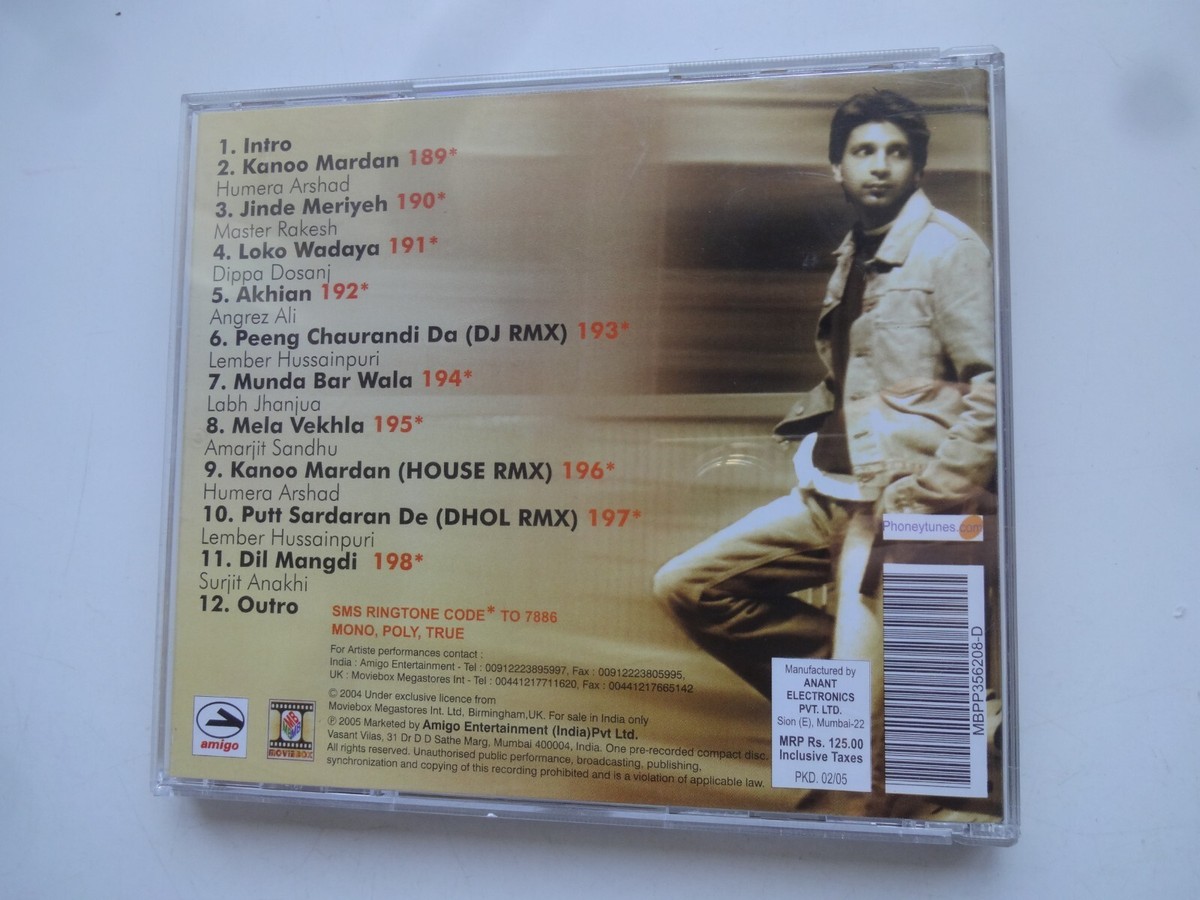 1. Intro
2. Kanoo Mardan 189*
Humera Arshad
3. Jinde Meriyeh 190*
Master Rakesh
4. Loko Wadaya 191*
Dippa Dosanj
5. Akhian 192*
Angrez Ali
6. Peeng Chaurandi Da (DJ RMX) 193*
Lember Hussainpuri
7. Munda Bar Wala 194*
Labh Jhanjua
8. Mela Vekhla 195*
Amarjit Sandhu
9. Kanoo Mardan (HOUSE RMX) 196*
Humera Arshad
10. Putt Sardaran De (DHOL RMX) 197*
Lember Hussainpuri
11. Dil Mangdi 198*
Surjit Anakhi
12. Outro
SMS RINGTONE CODE* TO 7886
MONO, POLY, TRUE
For Artiste performances contact :
India : Amigo Entertainment - Tel : 00912223895997, Fax : 00912223805995,
UK : Moviebox Megastores Int - Tel : 00441217711620, Fax : 00441217665142
© 2004 Under exclusive licence from
Moviebox Megastores Int. Ltd, Birmingham,UK. For sale in India only
℗ 2005 Marketed by Amigo Entertainment (India)Pvt Ltd.
Vasant Vilas, 31 Dr D D Sathe Marg, Mumbai 400004, India. One pre-recorded compact disc.
All rights reserved. Unauthorised public performance, broadcasting, publishing,
synchronization and copying of this recording prohibited and is a violation of applicable law.
amigo
MOVIEBOX
Phoneytunes.com
Manufactured by
ANANT
ELECTRONICS
PVT. LTD.
Sion (E), Mumbai-22
MRP Rs. 125.00
Inclusive Taxes
PKD. 02/05
MBPP356208-D